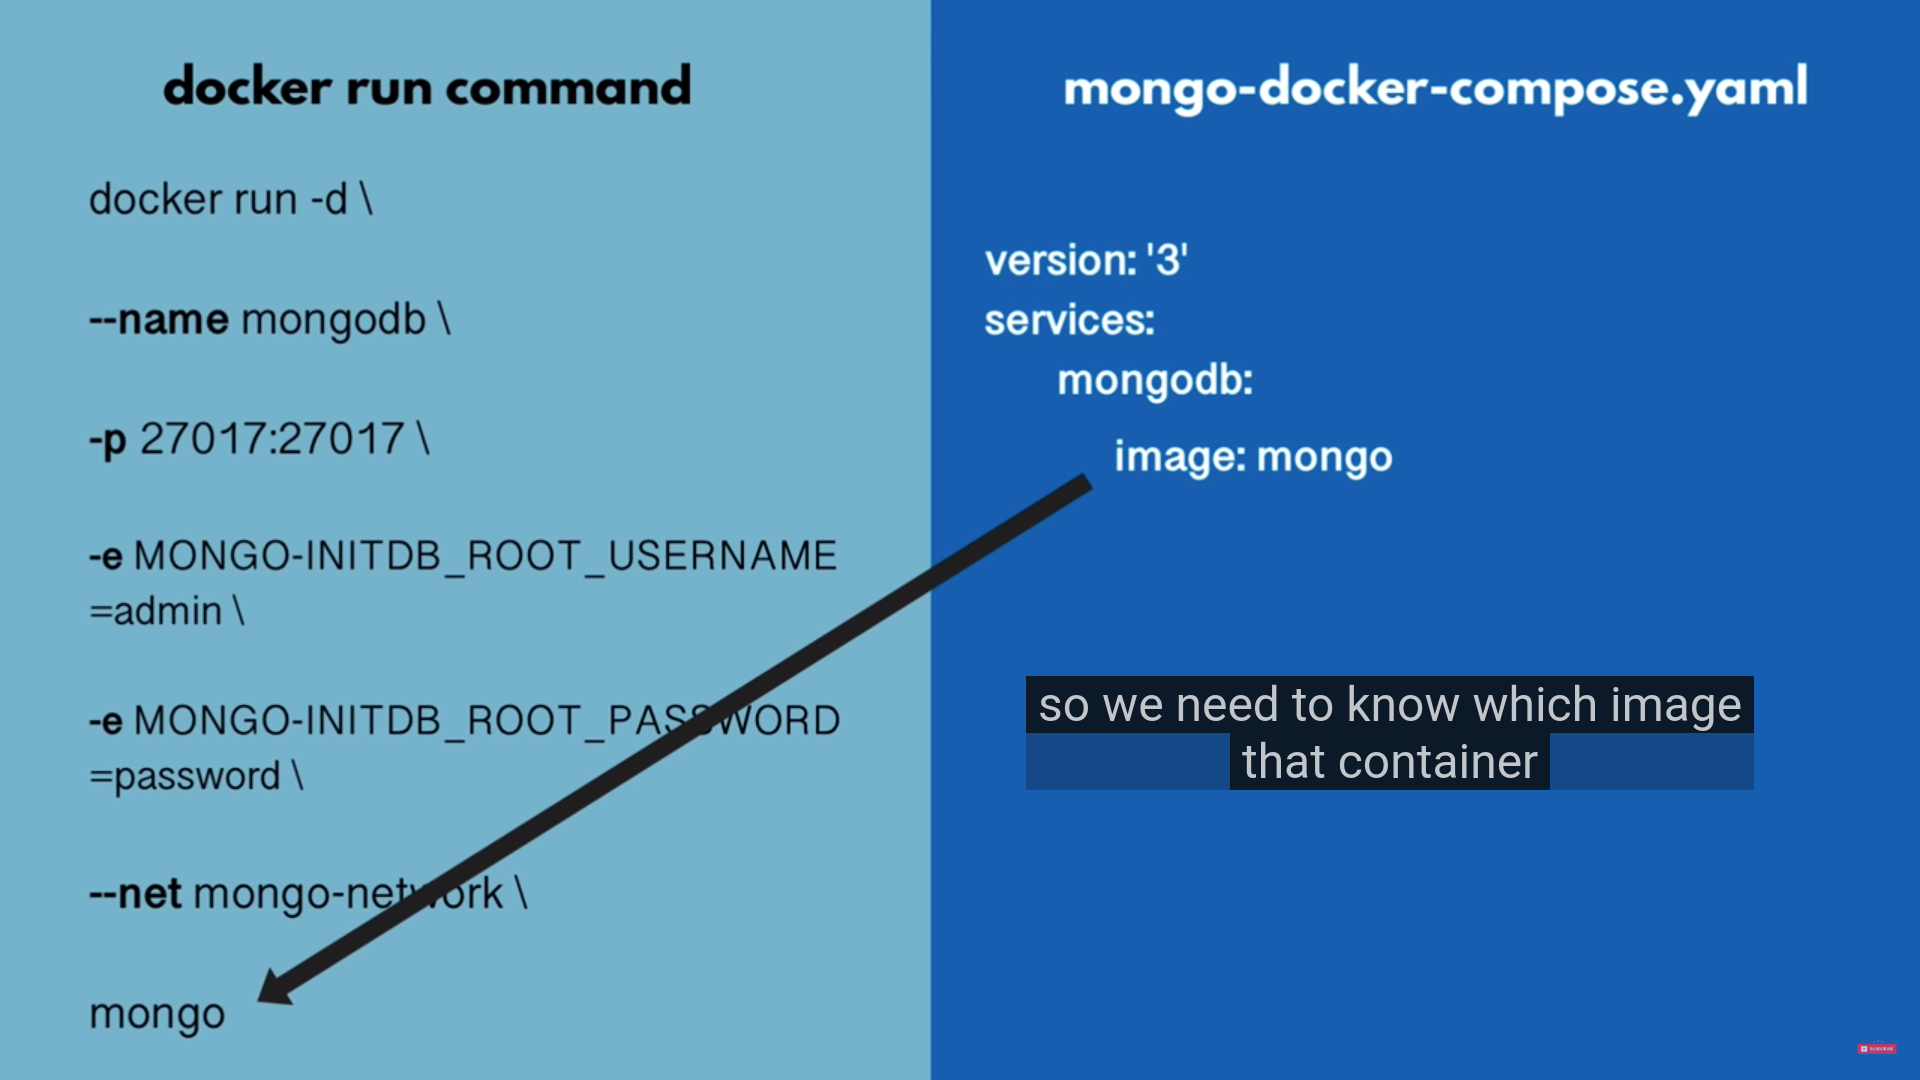 docker run command
docker run -d \
--name mongodb \
-p 27017:27017 \
-e MONGO-INITDB_ROOT_USERNAME
=admin \
-e MONGO-INITDB_ROOT_PASSWORD
=password \
--net mongo-network \
mongo
mongo-docker-compose.yaml
version: '3'
services:
mongodb:
image: mongo
so we need to know which image
that container
SUBSCRIBE